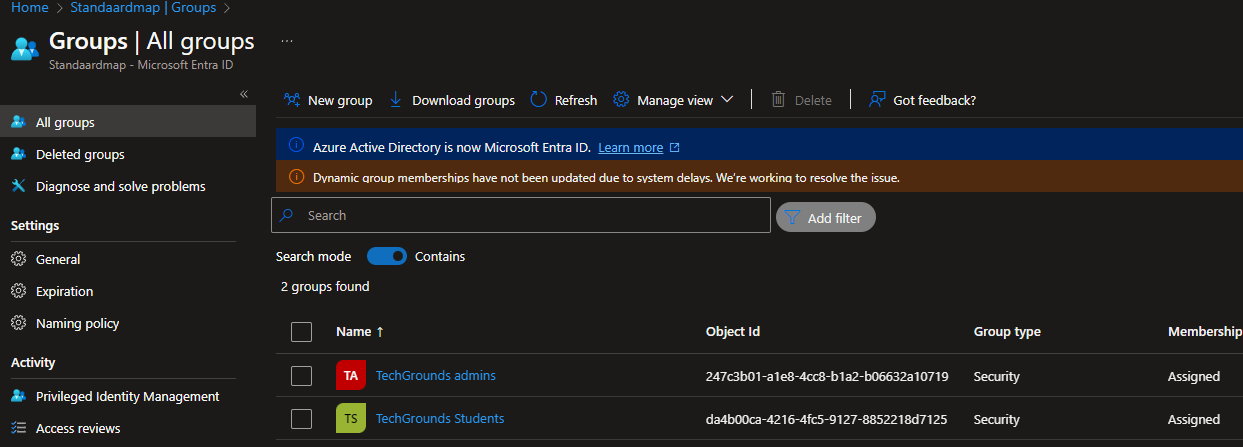 Home > Standaardmap | Groups >
Groups | All groups ...
Standaardmap - Microsoft Entra ID
«
New group Download groups Refresh Manage view Delete Got feedback?
All groups
Deleted groups
Diagnose and solve problems
Settings
General
Expiration
Naming policy
Activity
Privileged Identity Management
Access reviews
Azure Active Directory is now Microsoft Entra ID. Learn more
Dynamic group memberships have not been updated due to system delays. We're working to resolve the issue.
Search Add filter
Search mode Contains
2 groups found
Name ↑ Object Id Group type Membership
TA TechGrounds admins 247c3b01-a1e8-4cc8-b1a2-b06632a10719 Security Assigned
TS TechGrounds Students da4b00ca-4216-4fc5-9127-8852218d7125 Security Assigned